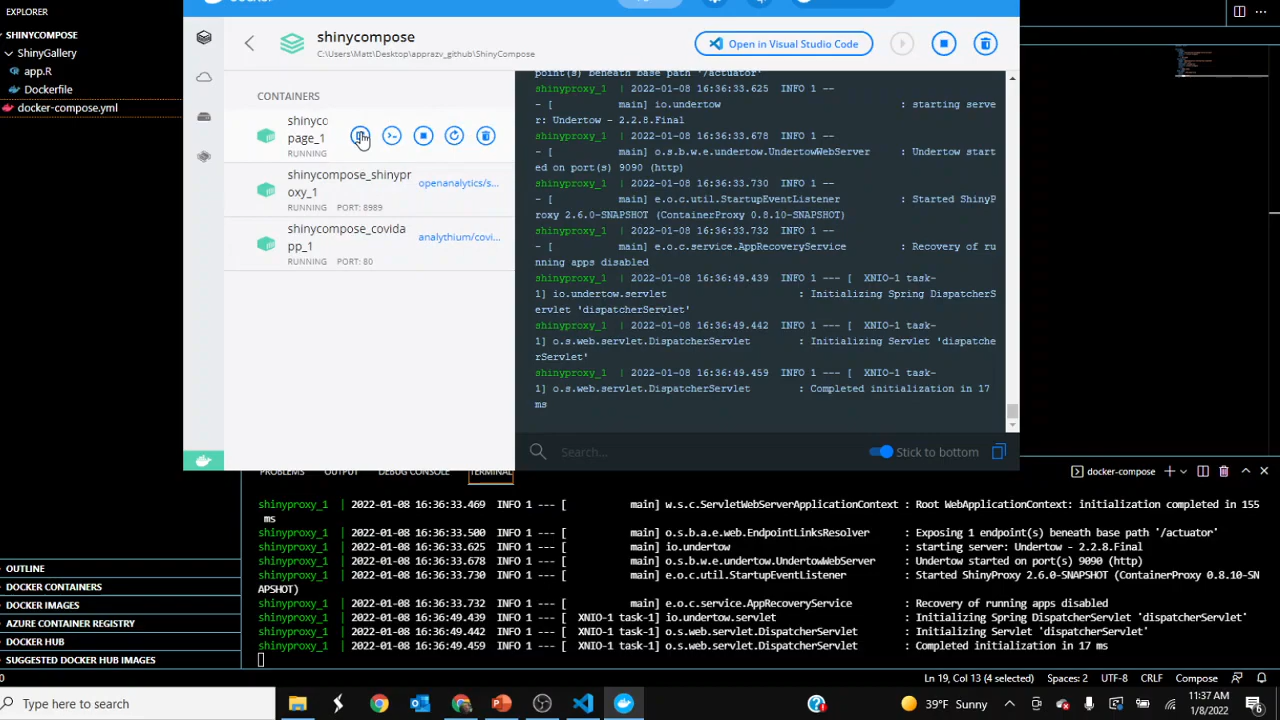 EXPLORER
SHINYCOMPOSE
ShinyGallery
app.R
Dockerfile
docker-compose.yml
OUTLINE
DOCKER CONTAINERS
DOCKER IMAGES
AZURE CONTAINER REGISTRY
DOCKER HUB
SUGGESTED DOCKER HUB IMAGES
shinycompose
C:\Users\Matt\Desktop\apprazv_github\ShinyCompose
Open in Visual Studio Code
CONTAINERS
shinyco
page_1
RUNNING
shinycompose_shinypr
oxy_1
openanalytics/s...
RUNNING PORT: 8989
shinycompose_covida
pp_1
analythium/covi...
RUNNING PORT: 80
point(s) beneath base path '/actuator'
shinyproxy_1 | 2022-01-08 16:36:33.625 INFO 1 --
- [ main] io.undertow : starting serve
r: Undertow - 2.2.8.Final
shinyproxy_1 | 2022-01-08 16:36:33.678 INFO 1 --
- [ main] o.s.b.w.e.undertow.UndertowWebServer : Undertow start
ed on port(s) 9090 (http)
shinyproxy_1 | 2022-01-08 16:36:33.730 INFO 1 --
- [ main] e.o.c.util.StartupEventListener : Started ShinyP
roxy 2.6.0-SNAPSHOT (ContainerProxy 0.8.10-SNAPSHOT)
shinyproxy_1 | 2022-01-08 16:36:33.732 INFO 1 --
- [ main] e.o.c.service.AppRecoveryService : Recovery of ru
nning apps disabled
shinyproxy_1 | 2022-01-08 16:36:49.439 INFO 1 --- [ XNIO-1 task-
1] io.undertow.servlet : Initializing Spring DispatcherS
ervlet 'dispatcherServlet'
shinyproxy_1 | 2022-01-08 16:36:49.442 INFO 1 --- [ XNIO-1 task-
1] o.s.web.servlet.DispatcherServlet : Initializing Servlet 'dispatche
rServlet'
shinyproxy_1 | 2022-01-08 16:36:49.459 INFO 1 --- [ XNIO-1 task-
1] o.s.web.servlet.DispatcherServlet : Completed initialization in 17
ms
Search...
Stick to bottom
PROBLEMS OUTPUT DEBUG CONSOLE TERMINAL
docker-compose
shinyproxy_1 | 2022-01-08 16:36:33.469 INFO 1 --- [ main] w.s.c.ServletWebServerApplicationContext : Root WebApplicationContext: initialization completed in 155
ms
shinyproxy_1 | 2022-01-08 16:36:33.500 INFO 1 --- [ main] o.s.b.a.e.web.EndpointLinksResolver : Exposing 1 endpoint(s) beneath base path '/actuator'
shinyproxy_1 | 2022-01-08 16:36:33.625 INFO 1 --- [ main] io.undertow : starting server: Undertow - 2.2.8.Final
shinyproxy_1 | 2022-01-08 16:36:33.678 INFO 1 --- [ main] o.s.b.w.e.undertow.UndertowWebServer : Undertow started on port(s) 9090 (http)
shinyproxy_1 | 2022-01-08 16:36:33.730 INFO 1 --- [ main] e.o.c.util.StartupEventListener : Started ShinyProxy 2.6.0-SNAPSHOT (ContainerProxy 0.8.10-SN
APSHOT)
shinyproxy_1 | 2022-01-08 16:36:33.732 INFO 1 --- [ main] e.o.c.service.AppRecoveryService : Recovery of running apps disabled
shinyproxy_1 | 2022-01-08 16:36:49.439 INFO 1 --- [ XNIO-1 task-1] io.undertow.servlet : Initializing Spring DispatcherServlet 'dispatcherServlet'
shinyproxy_1 | 2022-01-08 16:36:49.442 INFO 1 --- [ XNIO-1 task-1] o.s.web.servlet.DispatcherServlet : Initializing Servlet 'dispatcherServlet'
shinyproxy_1 | 2022-01-08 16:36:49.459 INFO 1 --- [ XNIO-1 task-1] o.s.web.servlet.DispatcherServlet : Completed initialization in 17 ms
0 Ln 19, Col 13 (4 selected) Spaces: 2 UTF-8 CRLF Compose
Type here to search
39°F Sunny
11:37 AM
1/8/2022
6